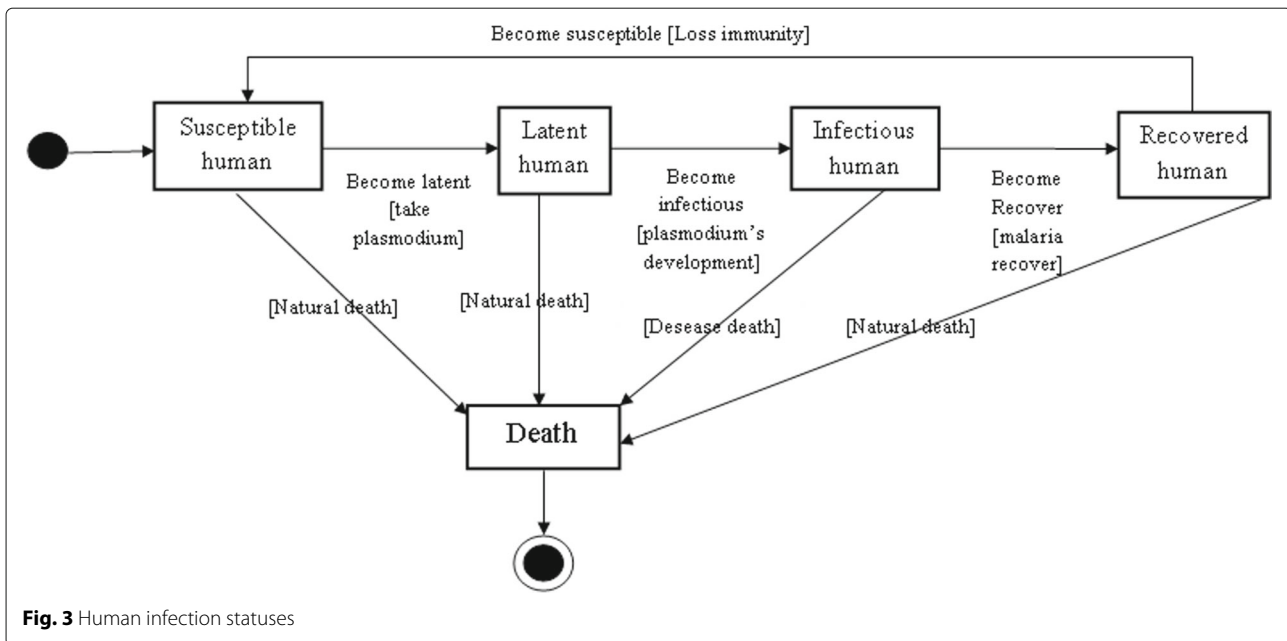 Become susceptible [Loss immunity]
Susceptible
human
Latent
human
Infectious
human
Recovered
human
Become latent
[take
plasmodium]
Become
infectious
[plasmodium's
development]
Become
Recover
[malaria
recover]
[Natural death]
[Natural death]
[Desease death]
[Natural death]
Death
Fig. 3 Human infection statuses